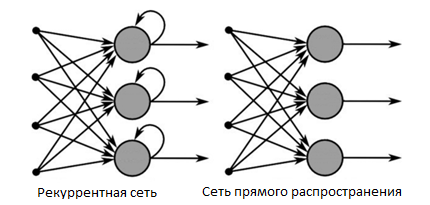 Рекуррентная сеть
Сеть прямого распространения